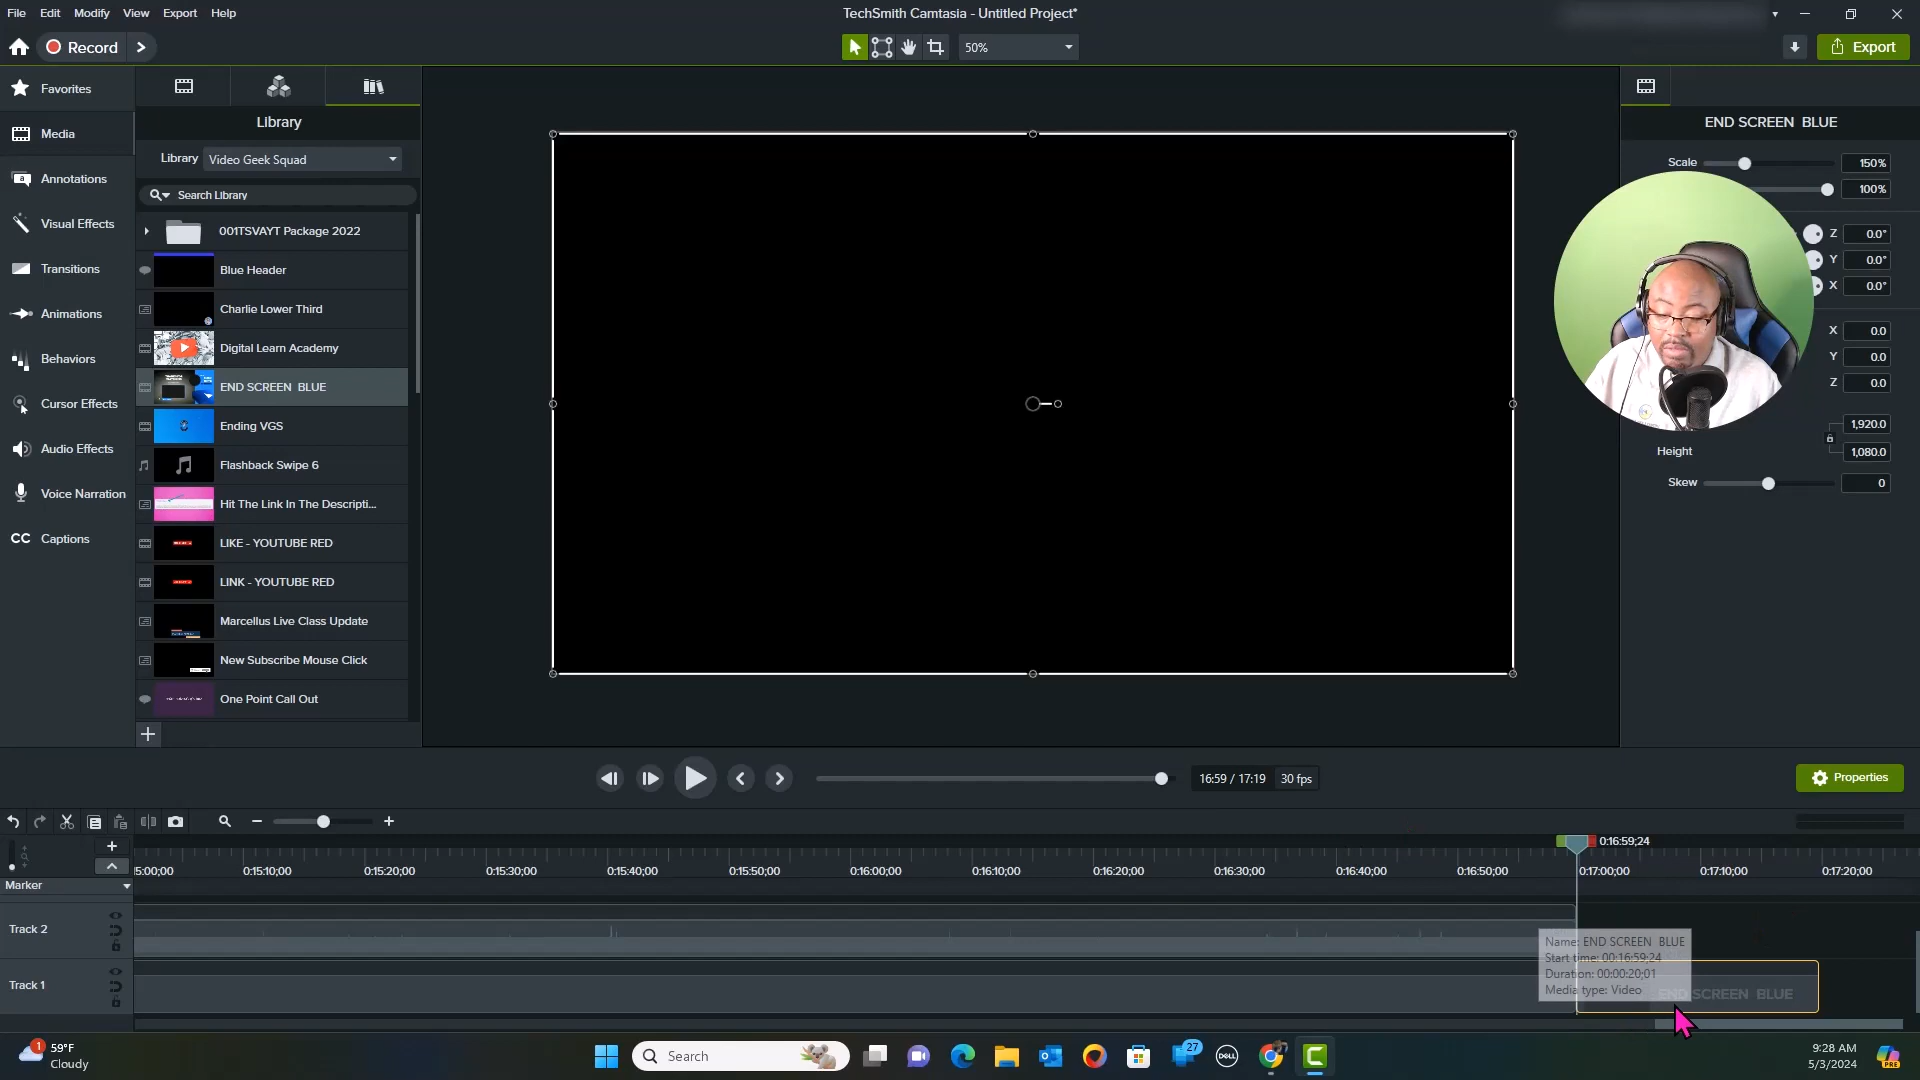 File Edit Modify View Export Help
TechSmith Camtasia - Untitled Project*
Record
50%
Export
Favorites
Media
Annotations
Visual Effects
Transitions
Animations
Behaviors
Cursor Effects
Audio Effects
Voice Narration
CC Captions
Library
Library Video Geek Squad
Search Library
001TSVAYT Package 2022
Blue Header
Charlie Lower Third
Digital Learn Academy
END SCREEN BLUE
Ending VGS
Flashback Swipe 6
Hit The Link In The Descripti...
LIKE - YOUTUBE RED
LINK - YOUTUBE RED
Marcellus Live Class Update
New Subscribe Mouse Click
One Point Call Out
END SCREEN BLUE
Scale 150%
100%
Z 0.0°
Y 0.0°
X 0.0°
X 0.0
Y 0.0
Z 0.0
1,920.0
Height 1,080.0
Skew 0
16:59 / 17:19 30 fps
Properties
0:16:59;24
5:00;00 0:15:10;00 0:15:20;00 0:15:30;00 0:15:40;00 0:15:50;00 0:16:00;00 0:16:10;00 0:16:20;00 0:16:30;00 0:16:40;00 0:16:50;00 0:17:00;00 0:17:10;00 0:17:20;00
Marker
Track 2
Track 1
Name: END SCREEN BLUE
Start time: 00:16:59;24
Duration: 00:00:20;01
Media type: Video
END SCREEN BLUE
1
59°F
Cloudy
Search
27
DELL
PRE
9:28 AM
5/3/2024